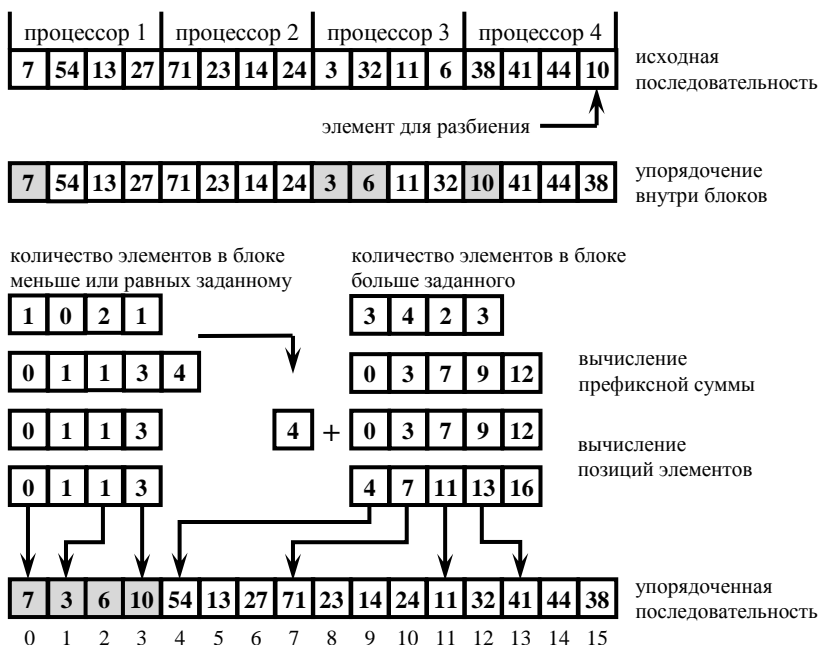 процессор 1 процессор 2 процессор 3 процессор 4
7 54 13 27 71 23 14 24 3 32 11 6 38 41 44 10
исходная
последовательность
элемент для разбиения
7 54 13 27 71 23 14 24 3 6 11 32 10 41 44 38
упорядочение
внутри блоков
количество элементов в блоке
меньше или равных заданному
количество элементов в блоке
больше заданного
1 0 2 1
3 4 2 3
0 1 1 3 4
0 3 7 9 12
вычисление
префиксной суммы
0 1 1 3
4 + 0 3 7 9 12
вычисление
позиций элементов
0 1 1 3
4 7 11 13 16
7 3 6 10 54 13 27 71 23 14 24 11 32 41 44 38
упорядоченная
последовательность
0 1 2 3 4 5 6 7 8 9 10 11 12 13 14 15